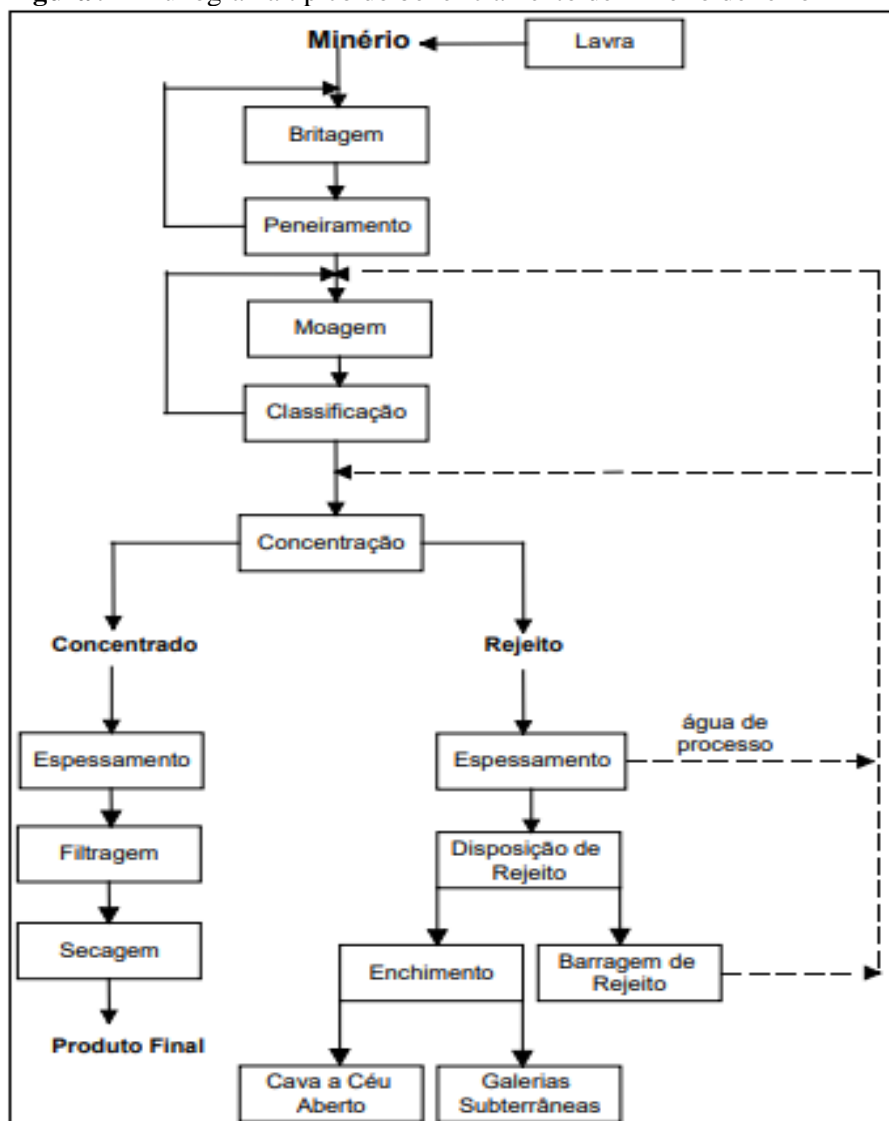 Minério
Lavra
Britagem
Peneiramento
Moagem
Classificação
Concentração
Concentrado
Rejeito
Espessamento
Espessamento
água de
processo
Filtragem
Disposição de
Rejeito
Secagem
Enchimento
Barragem de
Rejeito
Produto Final
Cava a Céu
Aberto
Galerias
Subterrâneas